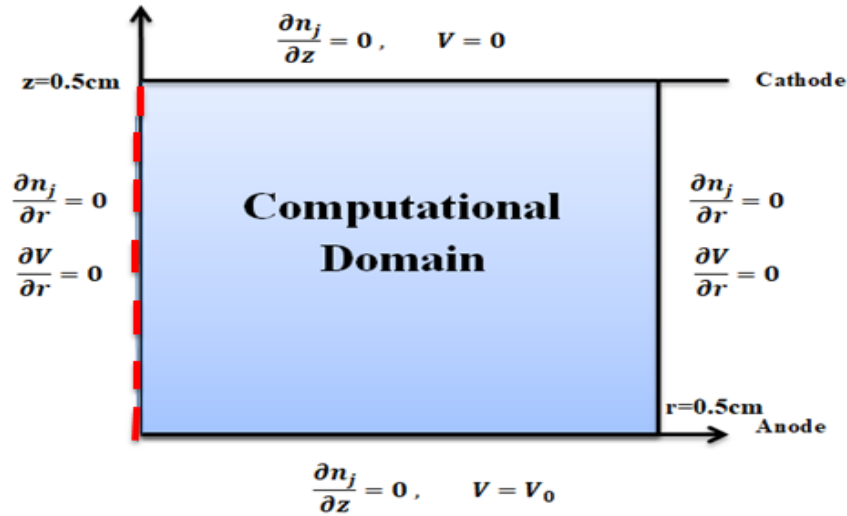 ∂n_j/∂z = 0 , V = 0
z=0.5cm
Cathode
∂n_j/∂r = 0
∂V/∂r = 0
Computational
Domain
∂n_j/∂r = 0
∂V/∂r = 0
r=0.5cm
Anode
∂n_j/∂z = 0 , V = V_0